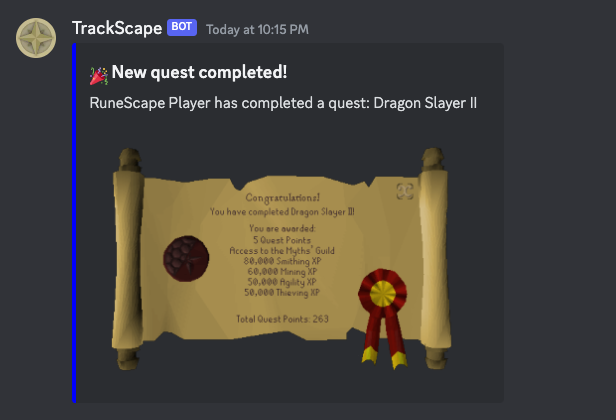 TrackScape BOT Today at 10:15 PM
New quest completed!
RuneScape Player has completed a quest: Dragon Slayer II
Congratulations!
You have completed Dragon Slayer II!
You are awarded:
5 Quest Points
Access to the Myths' Guild
80,000 Smithing XP
60,000 Mining XP
50,000 Agility XP
50,000 Thieving XP
Total Quest Points: 263